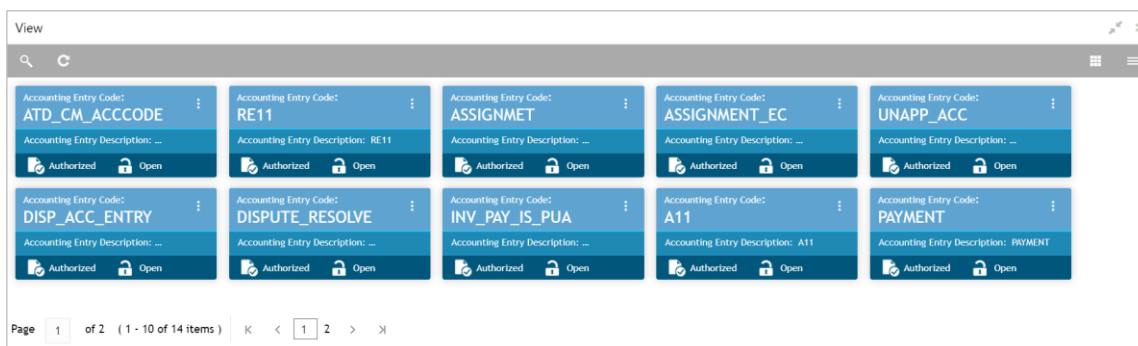 View
Accounting Entry Code:
ATD_CM_ACCCODE
Accounting Entry Description: ...
Authorized Open
Accounting Entry Code:
RE11
Accounting Entry Description: RE11
Authorized Open
Accounting Entry Code:
ASSIGNMET
Accounting Entry Description: ...
Authorized Open
Accounting Entry Code:
ASSIGNMENT_EC
Accounting Entry Description: ...
Authorized Open
Accounting Entry Code:
UNAPP_ACC
Accounting Entry Description: ...
Authorized Open
Accounting Entry Code:
DISP_ACC_ENTRY
Accounting Entry Description: ...
Authorized Open
Accounting Entry Code:
DISPUTE_RESOLVE
Accounting Entry Description: ...
Authorized Open
Accounting Entry Code:
INV_PAY_IS_PUA
Accounting Entry Description: ...
Authorized Open
Accounting Entry Code:
A11
Accounting Entry Description: A11
Authorized Open
Accounting Entry Code:
PAYMENT
Accounting Entry Description: PAYMENT
Authorized Open
Page 1 of 2 ( 1 - 10 of 14 items ) 1 2